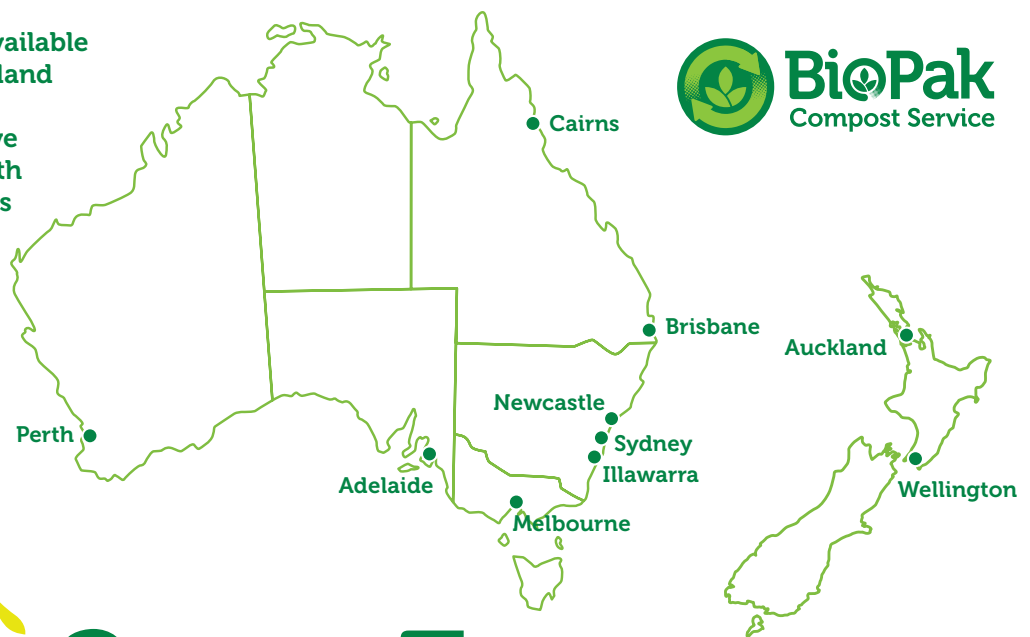 BioPak
Compost Service
Cairns
Brisbane
Auckland
Newcastle
Perth
Sydney
Illawarra
Adelaide
Wellington
Melbourne